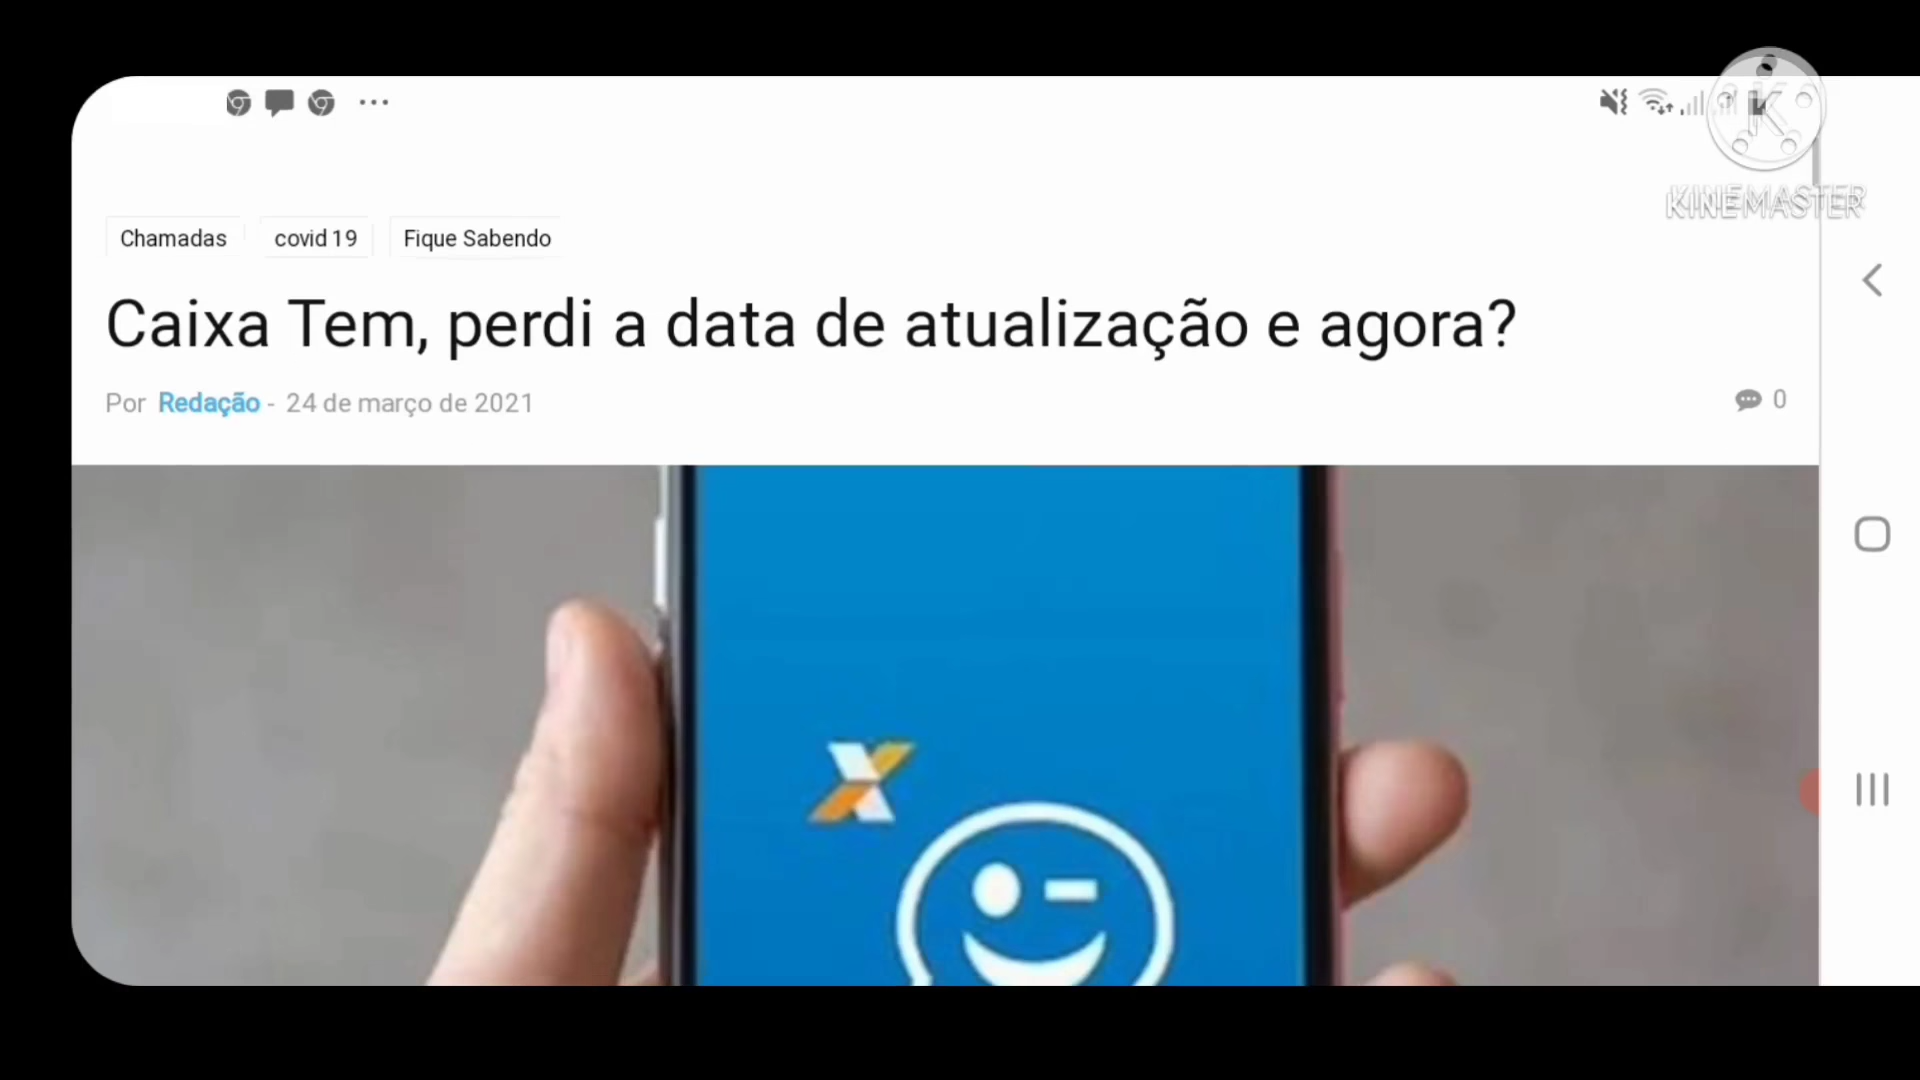 KINEMASTER
Chamadas covid 19 Fique Sabendo
Caixa Tem, perdi a data de atualização e agora?
Por Redação - 24 de março de 2021
0